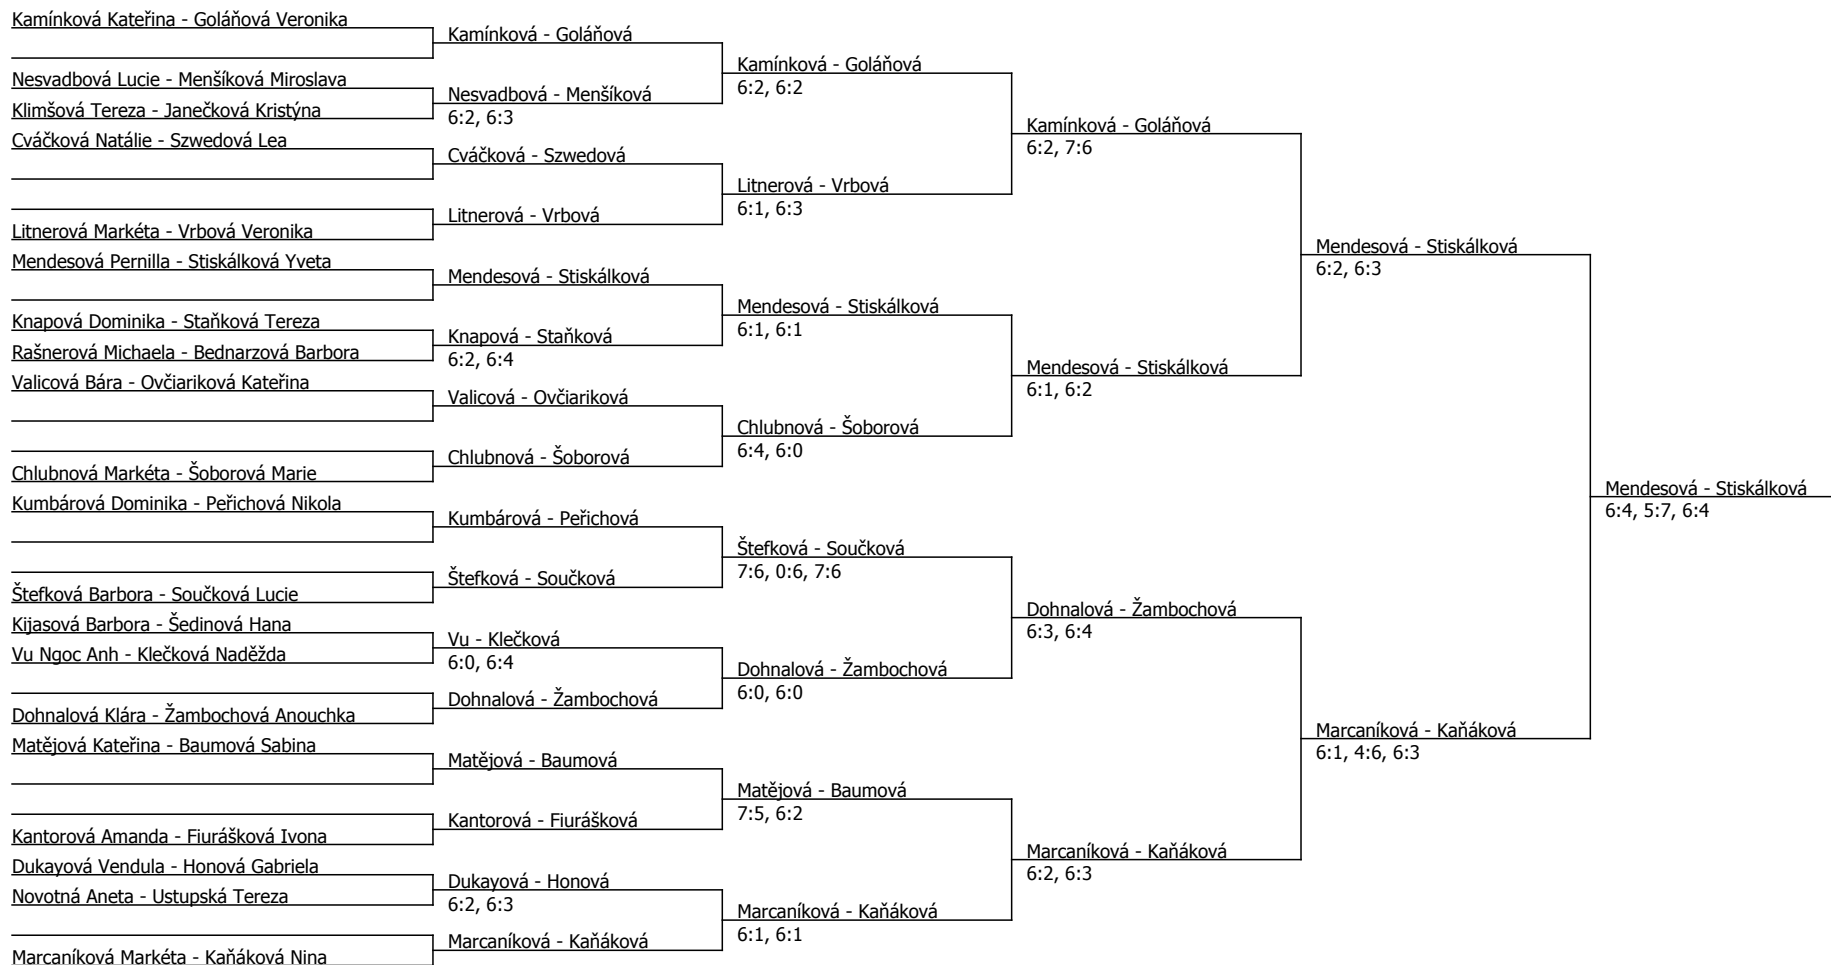 Kamínková Kateřina - Goláňová Veronika
Nesvadbová Lucie - Menšíková Miroslava
Klimšová Tereza - Janečková Kristýna
Cváčková Natálie - Szwedová Lea
Litnerová Markéta - Vrbová Veronika
Mendesová Pernilla - Stiskálková Yveta
Knapová Dominika - Staňková Tereza
Rašnerová Michaela - Bednarzová Barbora
Valicová Bára - Ovčiariková Kateřina
Chlubnová Markéta - Šoborová Marie
Kumbárová Dominika - Peřichová Nikola
Štefková Barbora - Součková Lucie
Kijasová Barbora - Šedinová Hana
Vu Ngoc Anh - Klečková Naděžda
Dohnalová Klára - Žambochová Anouchka
Matějová Kateřina - Baumová Sabina
Kantorová Amanda - Fiurášková Ivona
Dukayová Vendula - Honová Gabriela
Novotná Aneta - Ustupská Tereza
Marcaníková Markéta - Kaňáková Nina
Kamínková - Goláňová
Nesvadbová - Menšíková
6:2, 6:3
Cváčková - Szwedová
Litnerová - Vrbová
Mendesová - Stiskálková
Knapová - Staňková
6:2, 6:4
Valicová - Ovčiariková
Chlubnová - Šoborová
Kumbárová - Peřichová
Štefková - Součková
Vu - Klečková
6:0, 6:4
Dohnalová - Žambochová
Matějová - Baumová
Kantorová - Fiurášková
Dukayová - Honová
6:2, 6:3
Marcaníková - Kaňáková
Kamínková - Goláňová
6:2, 6:2
Litnerová - Vrbová
6:1, 6:3
Mendesová - Stiskálková
6:1, 6:1
Chlubnová - Šoborová
6:4, 6:0
Štefková - Součková
7:6, 0:6, 7:6
Dohnalová - Žambochová
6:0, 6:0
Matějová - Baumová
7:5, 6:2
Marcaníková - Kaňáková
6:1, 6:1
Kamínková - Goláňová
6:2, 7:6
Mendesová - Stiskálková
6:1, 6:2
Dohnalová - Žambochová
6:3, 6:4
Marcaníková - Kaňáková
6:2, 6:3
Mendesová - Stiskálková
6:2, 6:3
Marcaníková - Kaňáková
6:1, 4:6, 6:3
Mendesová - Stiskálková
6:4, 5:7, 6:4